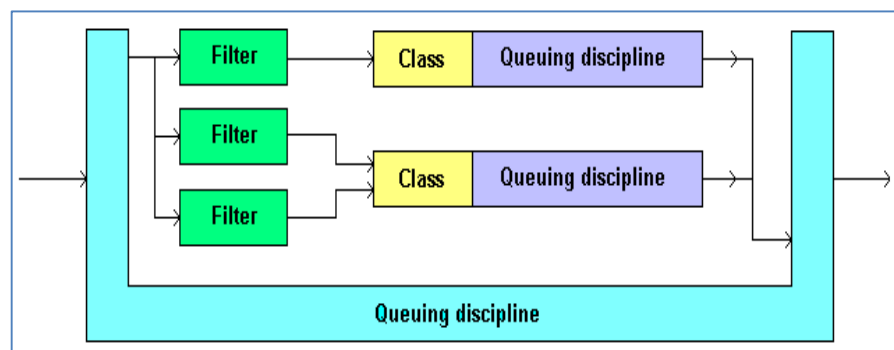 Filter
Class
Queuing discipline
Filter
Class
Queuing discipline
Filter
Queuing discipline